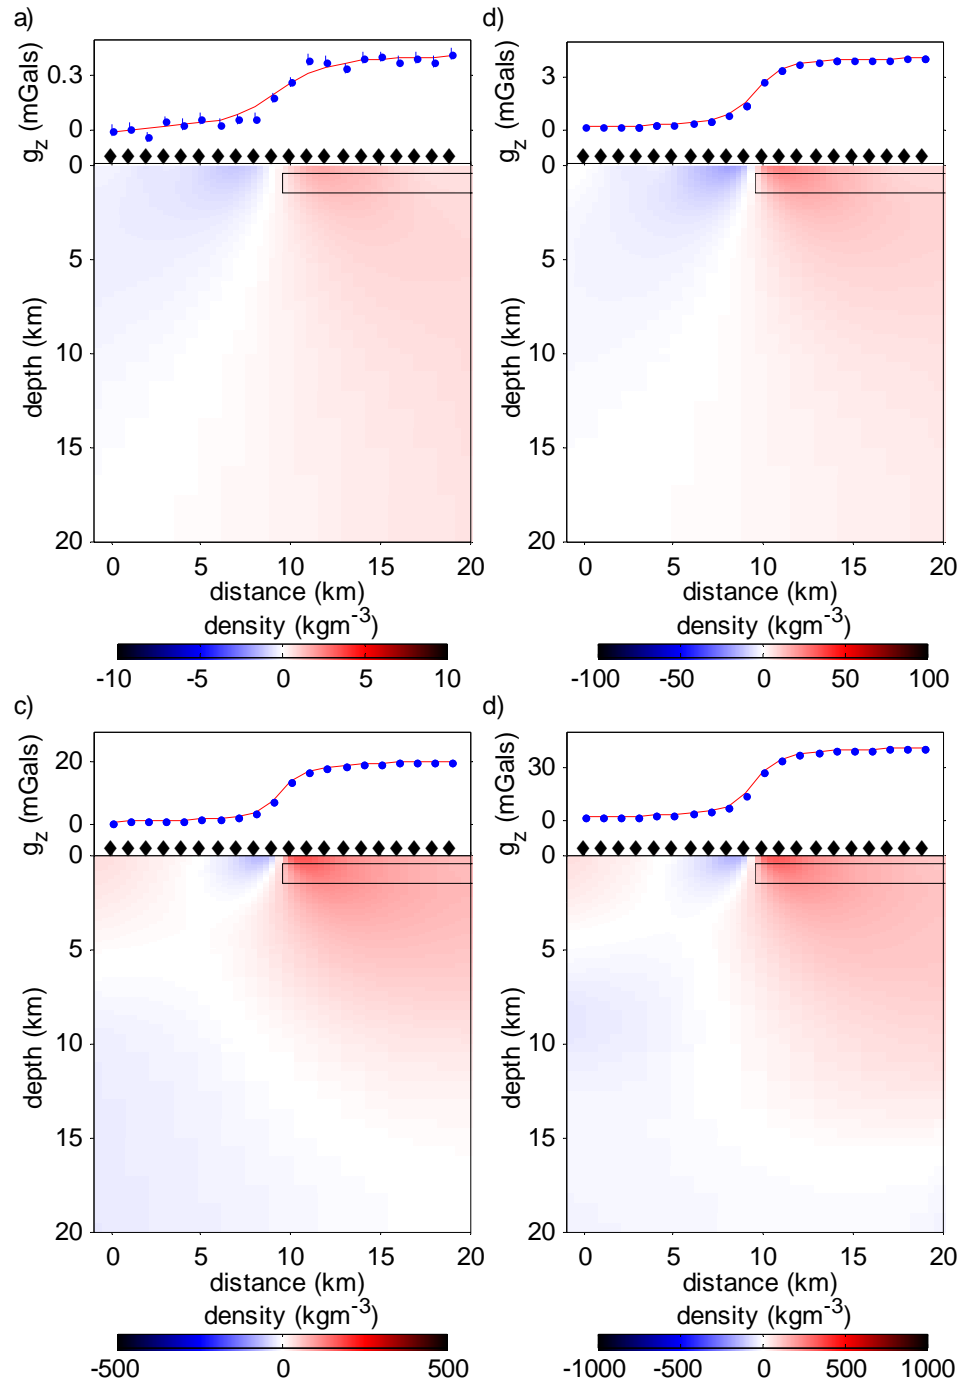 a)
g_z (mGals)
0.3
0
0
5
10
15
20
depth (km)
0 5 10 15 20
distance (km)
density (kgm^-3)
-10 -5 0 5 10
d)
g_z (mGals)
3
0
0
5
10
15
20
depth (km)
0 5 10 15 20
distance (km)
density (kgm^-3)
-100 -50 0 50 100
c)
g_z (mGals)
20
0
0
5
10
15
20
depth (km)
0 5 10 15 20
distance (km)
density (kgm^-3)
-500 0 500
d)
g_z (mGals)
30
0
0
5
10
15
20
depth (km)
0 5 10 15 20
distance (km)
density (kgm^-3)
-1000 -500 0 500 1000